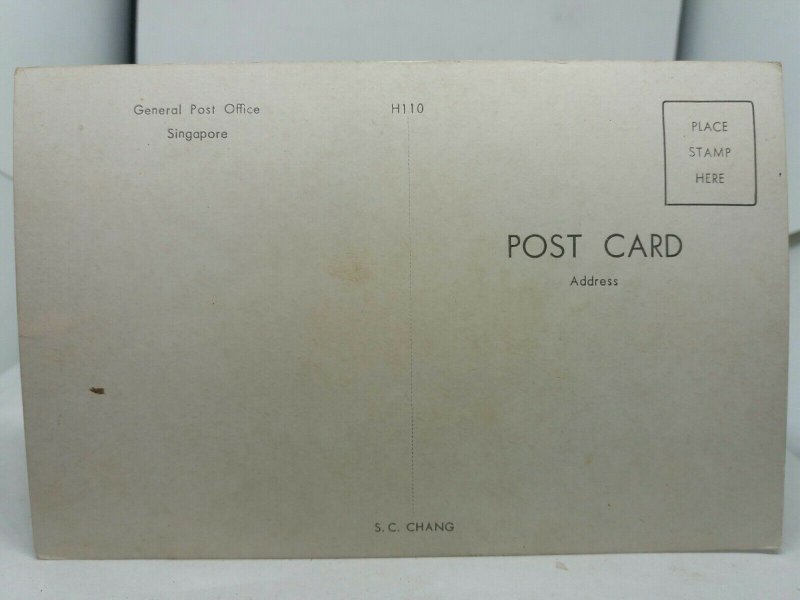 General Post Office
Singapore
H110
PLACE
STAMP
HERE
POST CARD
Address
S. C. CHANG